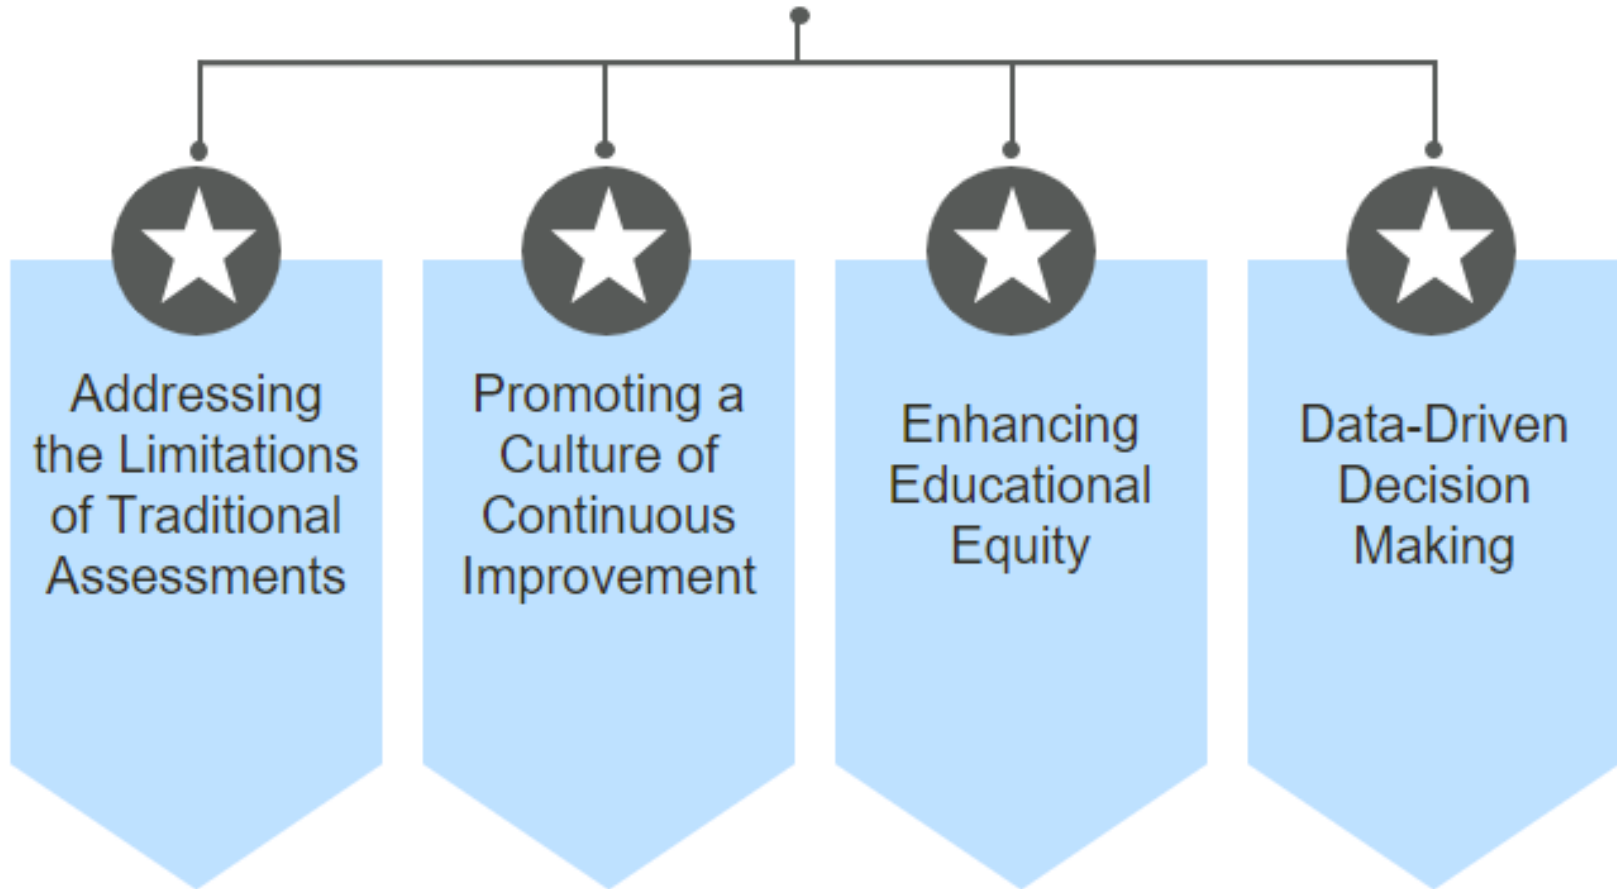 Addressing
the Limitations
of Traditional
Assessments
Promoting a
Culture of
Continuous
Improvement
Enhancing
Educational
Equity
Data-Driven
Decision
Making